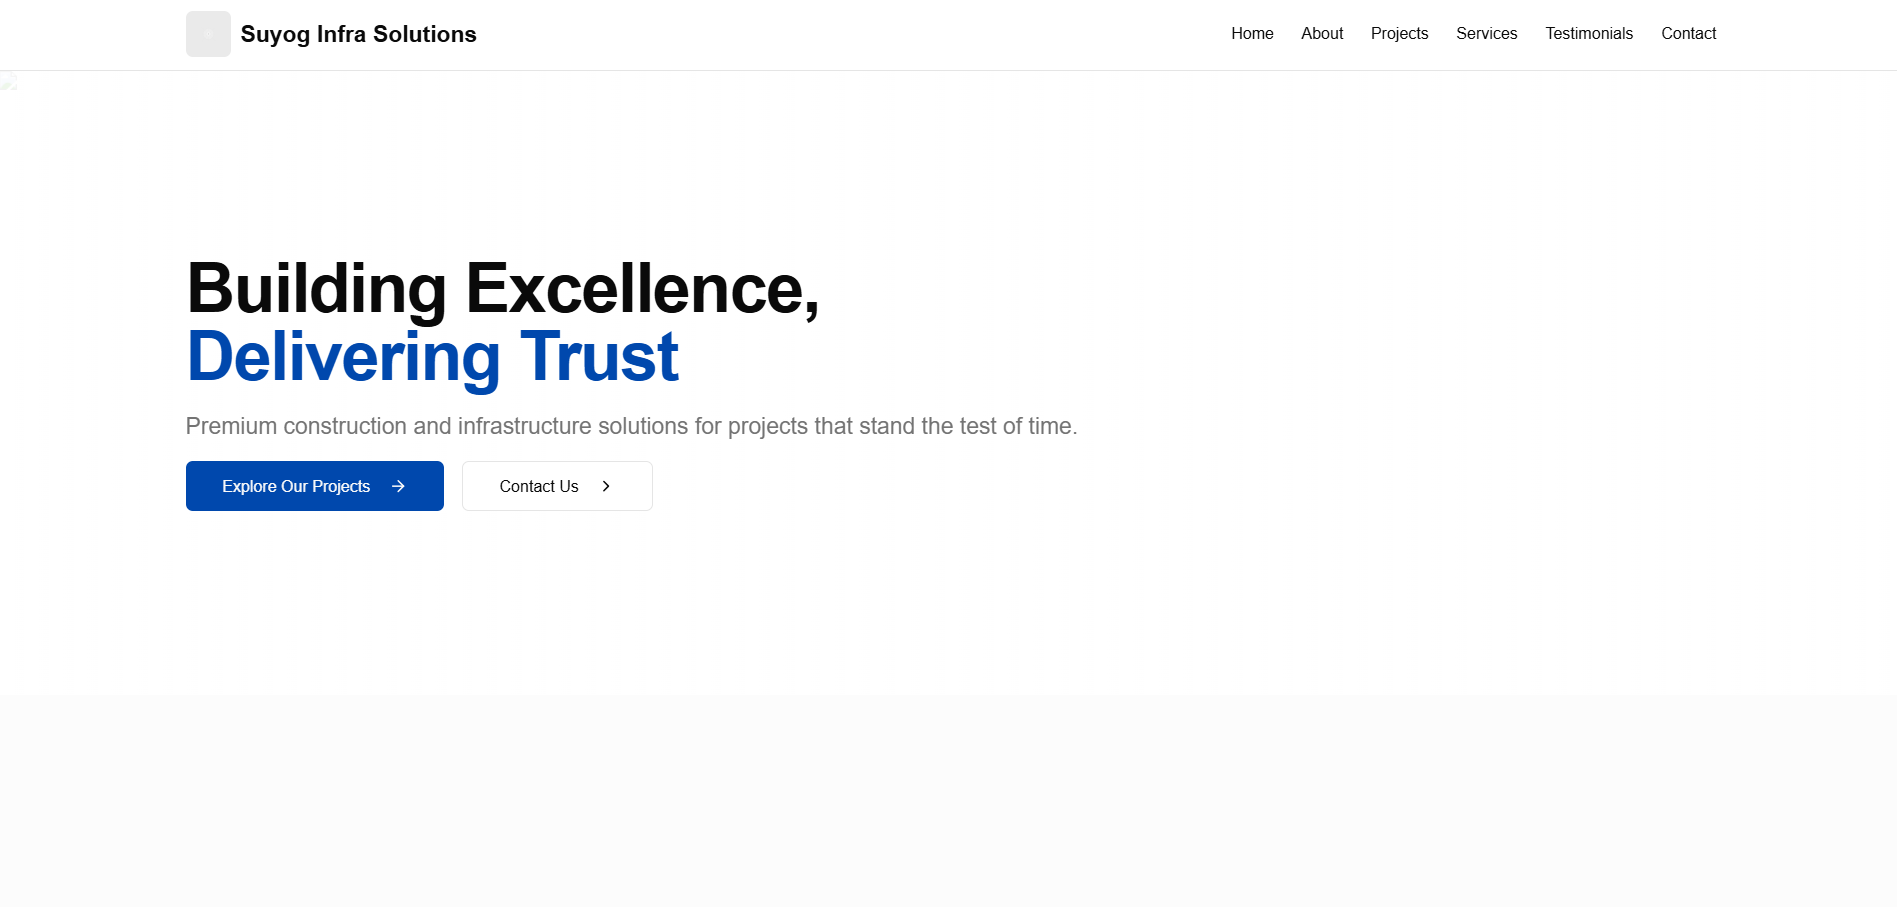 Suyog Infra Solutions
Home About Projects Services Testimonials Contact
Building Excellence,
Delivering Trust
Premium construction and infrastructure solutions for projects that stand the test of time.
Explore Our Projects
Contact Us